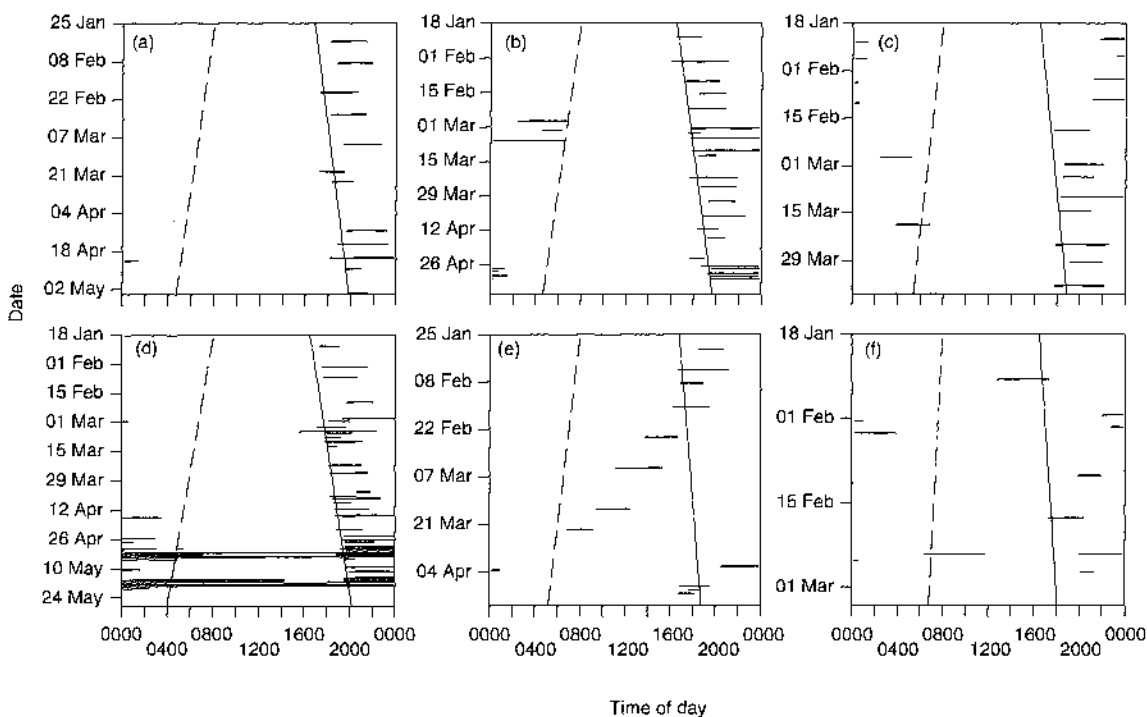 (a)
25 Jan
08 Feb
22 Feb
07 Mar
21 Mar
04 Apr
18 Apr
02 May
(b)
18 Jan
01 Feb
15 Feb
01 Mar
15 Mar
29 Mar
12 Apr
26 Apr
(c)
18 Jan
01 Feb
15 Feb
01 Mar
15 Mar
29 Mar
Date
(d)
18 Jan
01 Feb
15 Feb
01 Mar
15 Mar
29 Mar
12 Apr
26 Apr
10 May
24 May
0000 0800 1600 0000
0400 1200 2000
(e)
25 Jan
08 Feb
22 Feb
07 Mar
21 Mar
04 Apr
0000 0800 1600 0000
0400 1200 2000
(f)
18 Jan
01 Feb
15 Feb
01 Mar
0000 0800 1600 0000
0400 1200 2000
Time of day